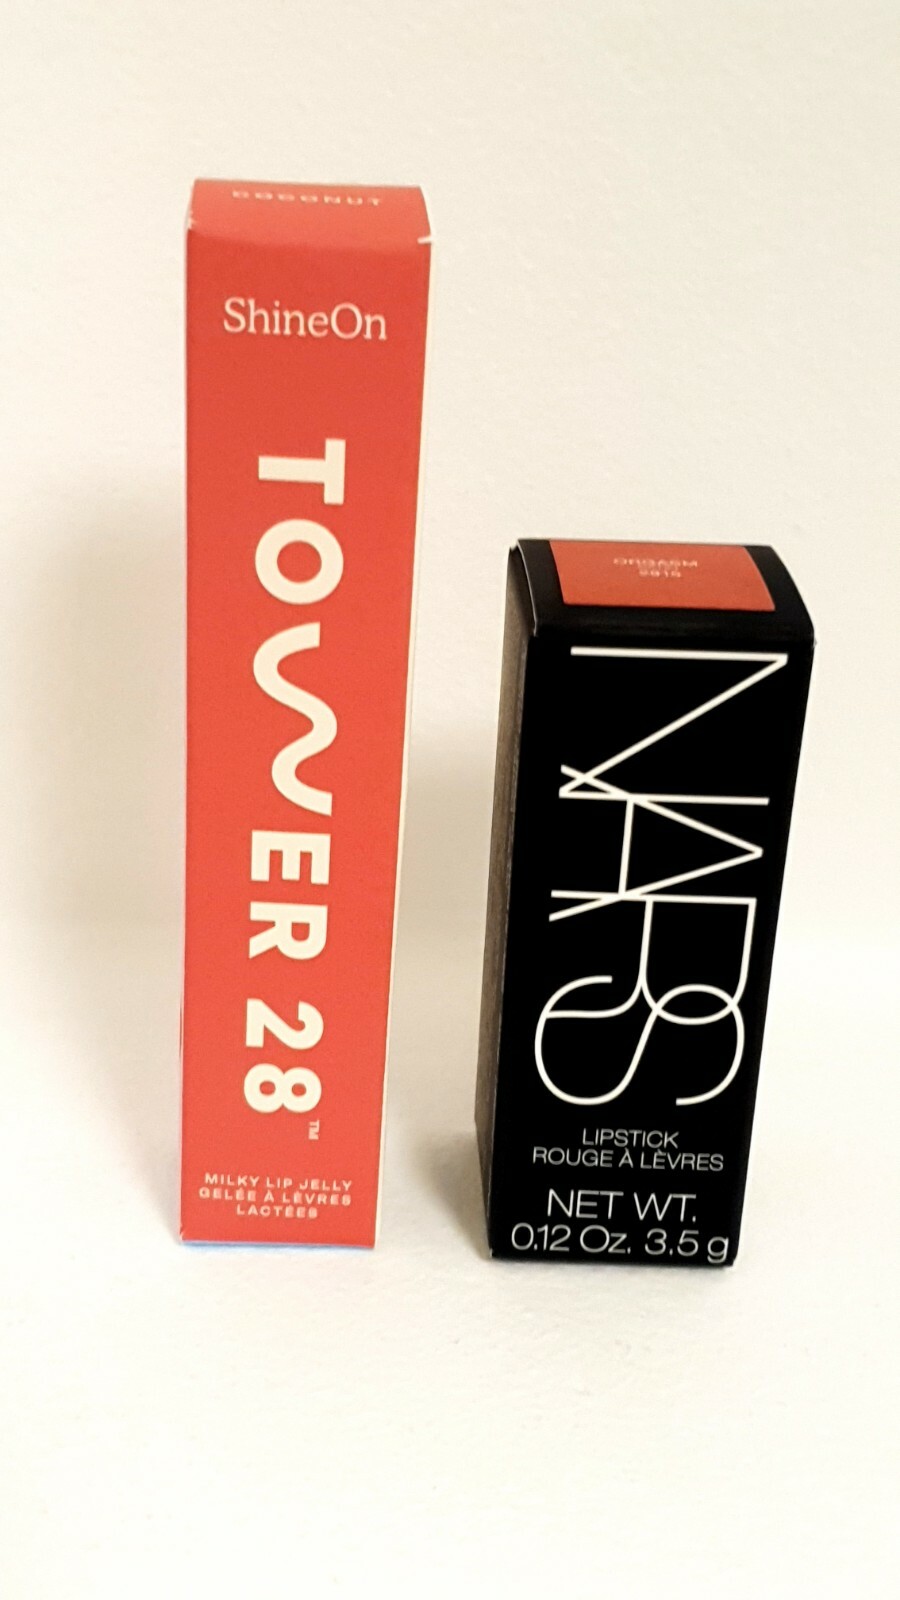 COCONUT
ShineOn
TOWER 28™
MILKY LIP JELLY
GELÉE À LÈVRES
LACTÉES
ORGASM
2815
NARS
LIPSTICK
ROUGE À LÈVRES
NET WT.
0.12 Oz. 3.5 g